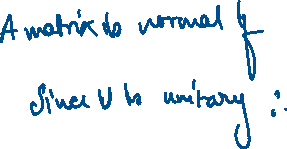 A matrix is normal if
Since U is unitary ∴